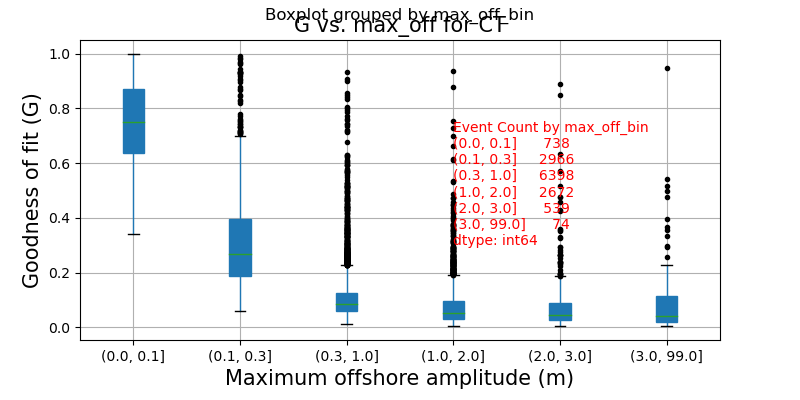 Boxplot grouped by max_off_bin
G vs. max_off for CT
Goodness of fit (G)
1.0
0.8
0.6
0.4
0.2
0.0
Event Count by max_off_bin
(0.0, 0.1] 738
(0.1, 0.3] 2966
(0.3, 1.0] 6398
(1.0, 2.0] 2672
(2.0, 3.0] 539
(3.0, 99.0] 74
dtype: int64
(0.0, 0.1] (0.1, 0.3] (0.3, 1.0] (1.0, 2.0] (2.0, 3.0] (3.0, 99.0]
Maximum offshore amplitude (m)